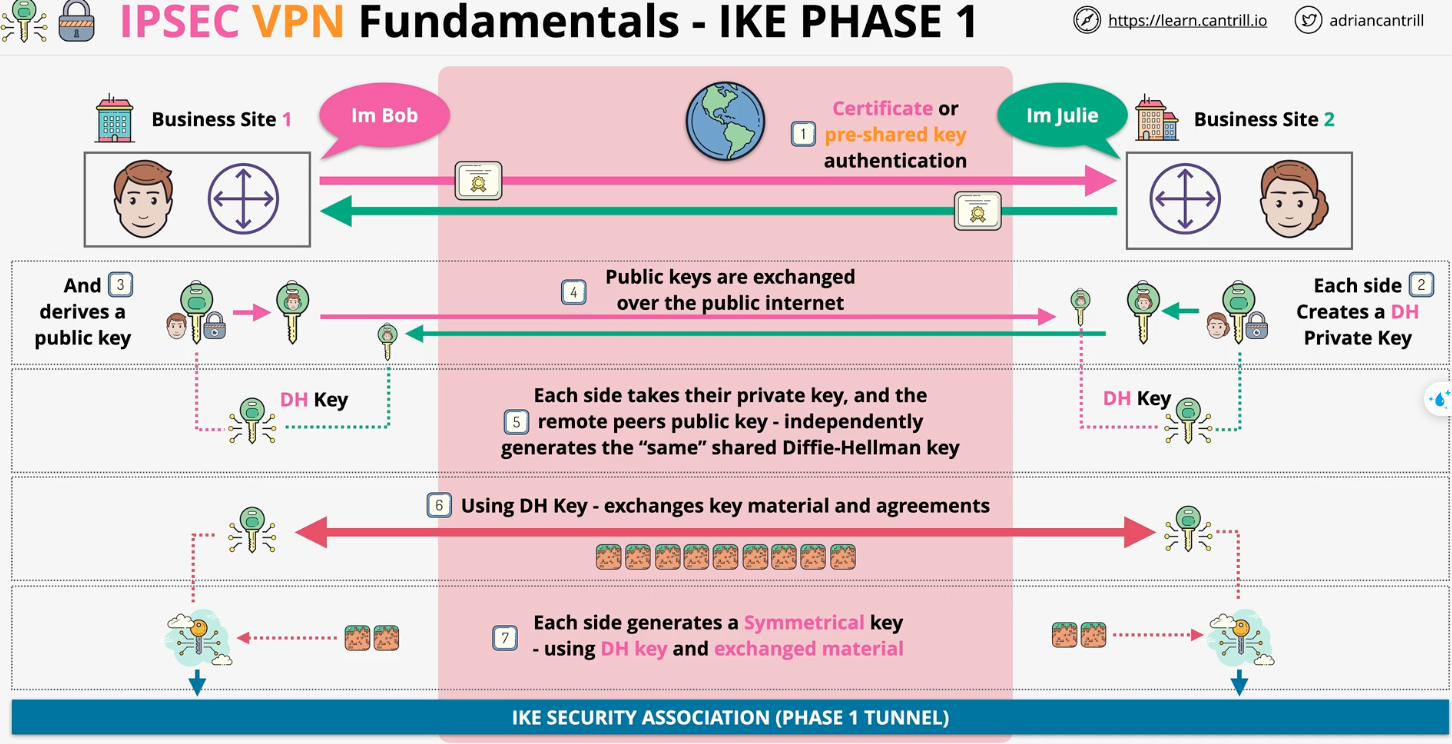 IPSEC VPN Fundamentals - IKE PHASE 1
https://learn.cantrill.io
adriancantrill
Business Site 1
Im Bob
1
Certificate or
pre-shared key
authentication
Im Julie
Business Site 2
And 3
derives a
public key
4
Public keys are exchanged
over the public internet
Each side 2
Creates a DH
Private Key
DH Key
5
Each side takes their private key, and the
remote peers public key - independently
generates the “same” shared Diffie-Hellman key
DH Key
6 Using DH Key - exchanges key material and agreements
7
Each side generates a Symmetrical key
- using DH key and exchanged material
IKE SECURITY ASSOCIATION (PHASE 1 TUNNEL)